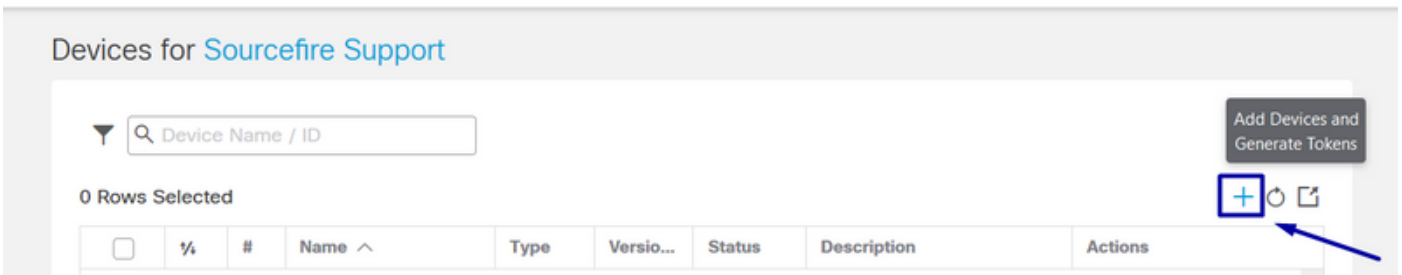 Devices for Sourcefire Support
Device Name / ID
Add Devices and
Generate Tokens
0 Rows Selected
# Name Type Versio... Status Description Actions